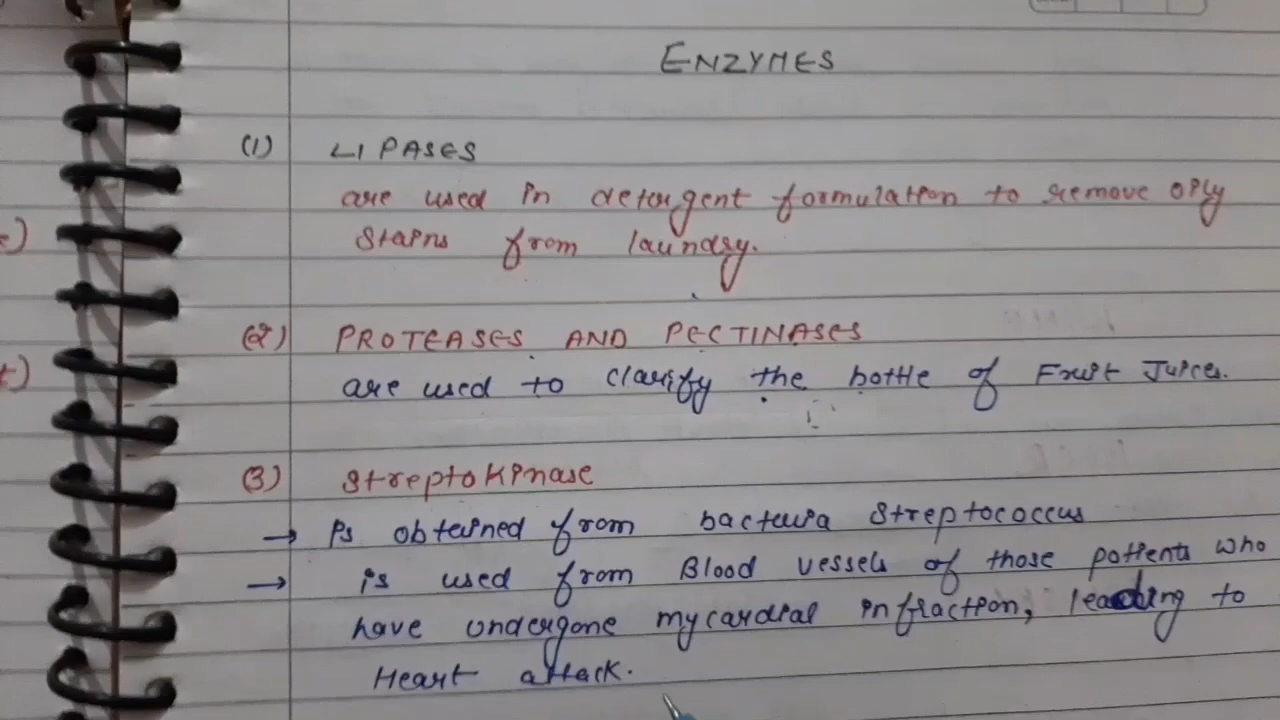 ENZYMES
(1) LIPASES
are used in detergent formulation to remove oily
stains from laundry.
(2) PROTEASES AND PECTINASES
are used to clarify the bottle of Fruit Juices.
(3) Streptokinase
→ is obtained from bacteria Streptococcus
→ is used from Blood vessels of those patients who
have undergone mycardial infraction, leading to
Heart attack.